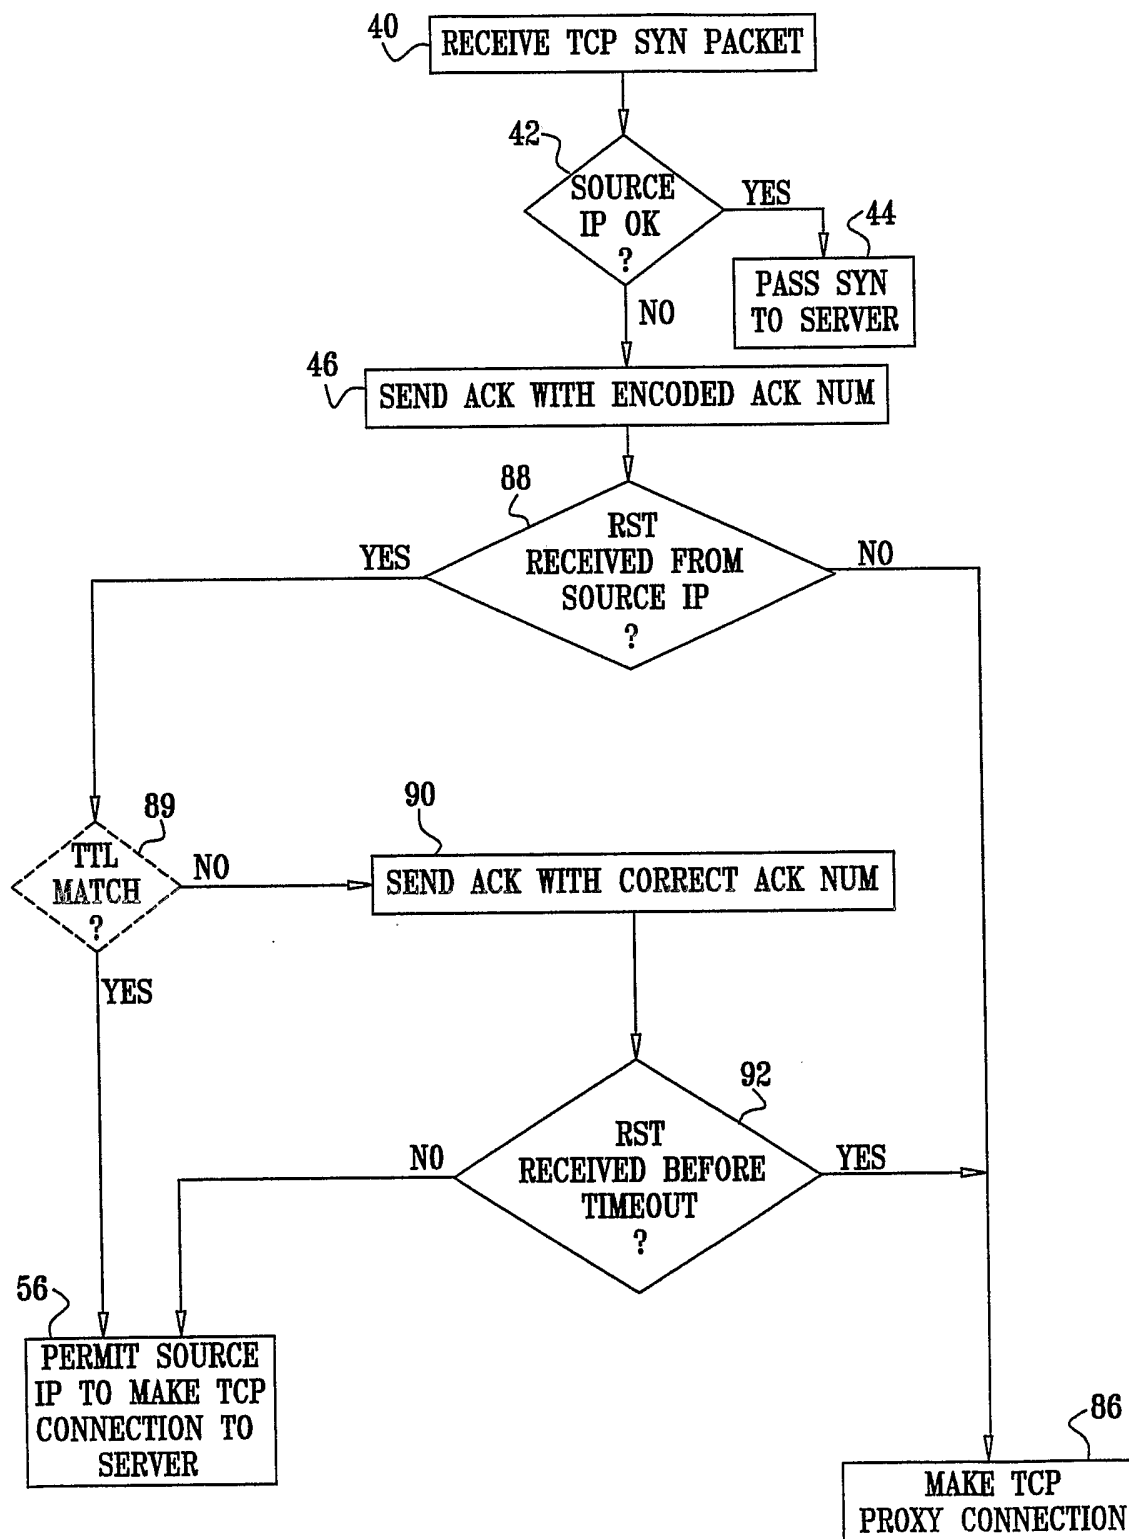 40
RECEIVE TCP SYN PACKET
42
SOURCE
IP OK
?
YES
44
PASS SYN
TO SERVER
NO
46
SEND ACK WITH ENCODED ACK NUM
88
RST
RECEIVED FROM
SOURCE IP
?
YES
NO
89
TTL
MATCH
?
NO
YES
90
SEND ACK WITH CORRECT ACK NUM
92
RST
RECEIVED BEFORE
TIMEOUT
?
NO
YES
56
PERMIT SOURCE
IP TO MAKE TCP
CONNECTION TO
SERVER
86
MAKE TCP
PROXY CONNECTION